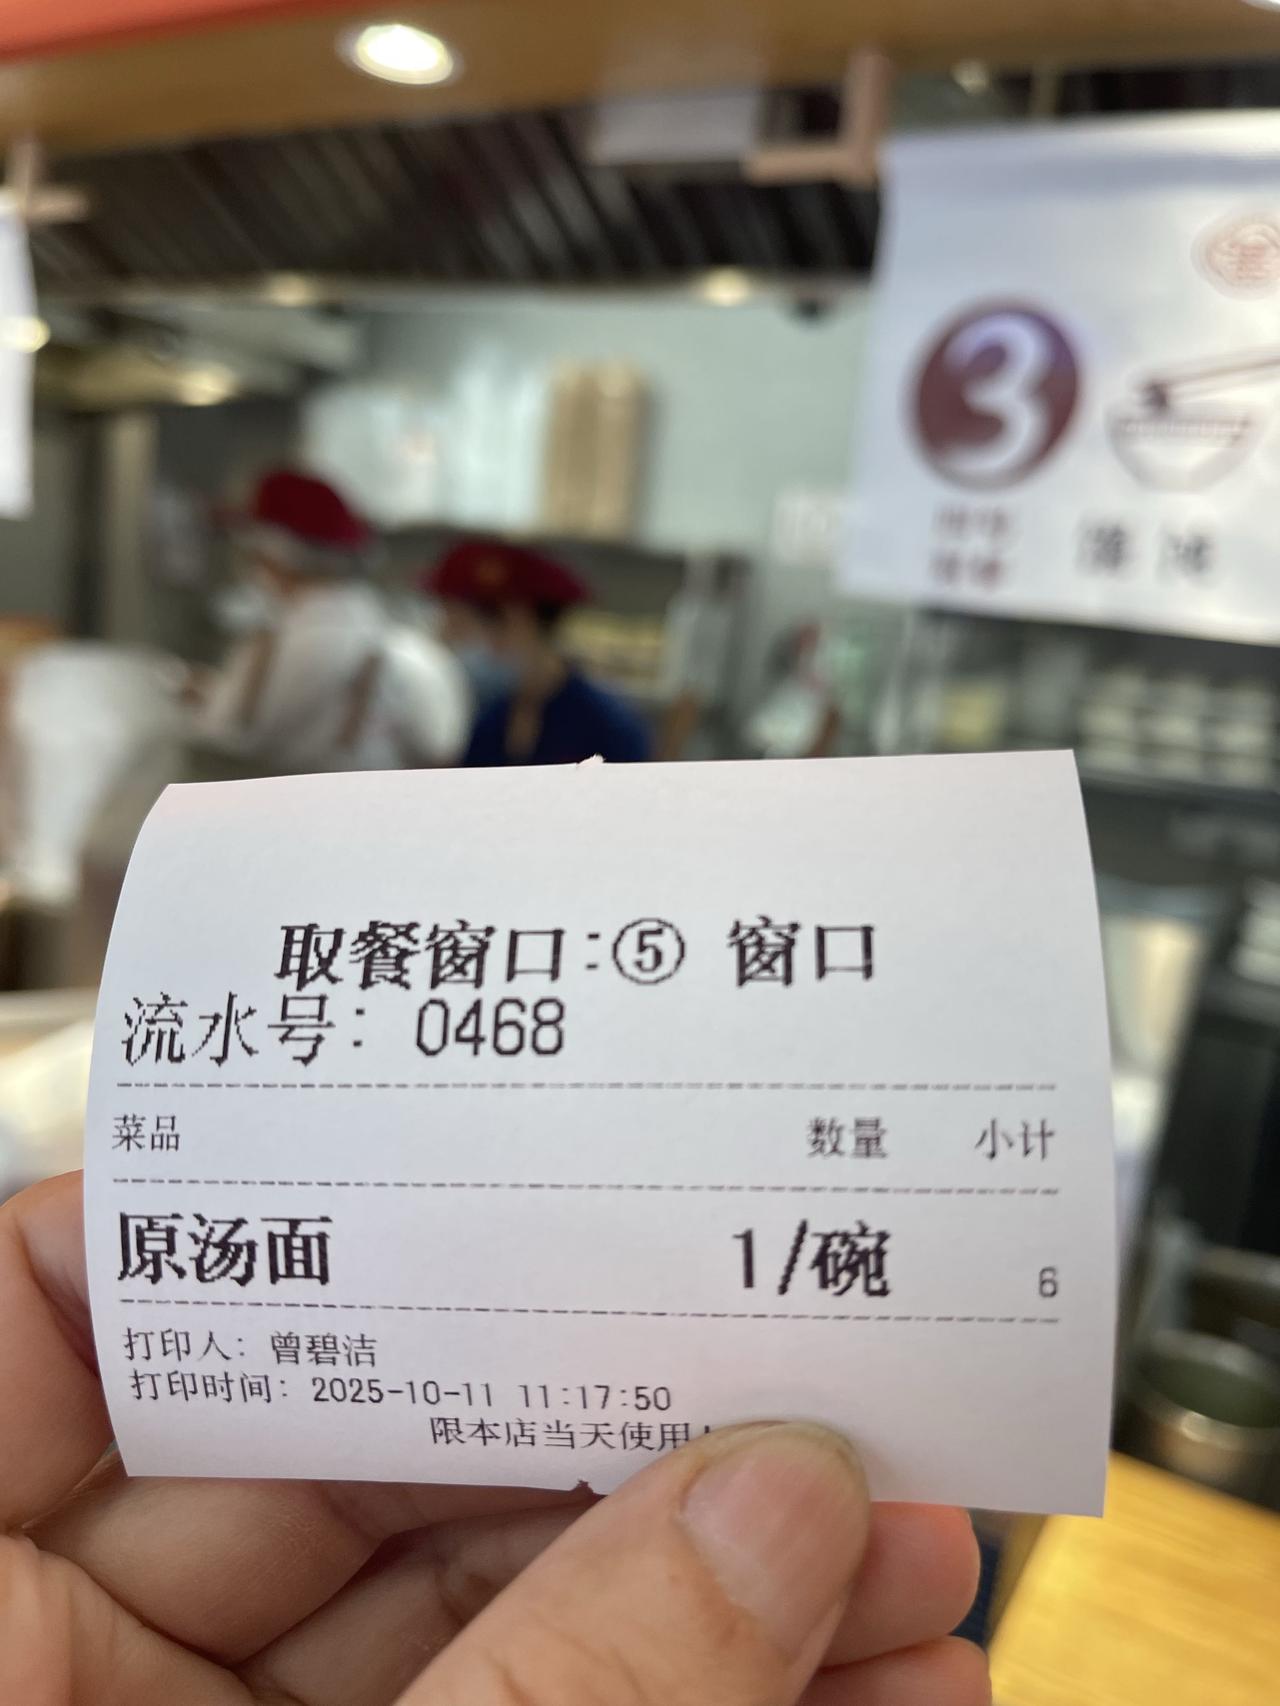 3
取餐窗口:⑤ 窗口
流水号: 0468
菜品 数量 小计
原汤面 1/碗 6
打印人: 曾碧洁
打印时间: 2025-10-11 11:17:50
限本店当天使用